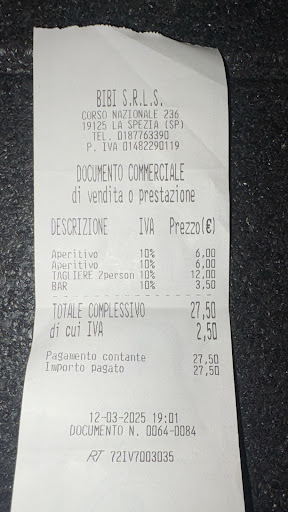 BIBI S.R.L.S.
CORSO NAZIONALE 236
19125 LA SPEZIA (SP)
TEL. 0187763390
P. IVA 01482290119
DOCUMENTO COMMERCIALE
di vendita o prestazione
DESCRIZIONE IVA Prezzo(€)
Aperitivo 10% 6,00
Aperitivo 10% 6,00
TAGLIERE 2person 10% 12,00
BAR 10% 3,50
TOTALE COMPLESSIVO 27,50
di cui IVA 2,50
Pagamento contante 27,50
Importo pagato 27,50
12-03-2025 19:01
DOCUMENTO N. 0064-0084
RT 72IV7003035